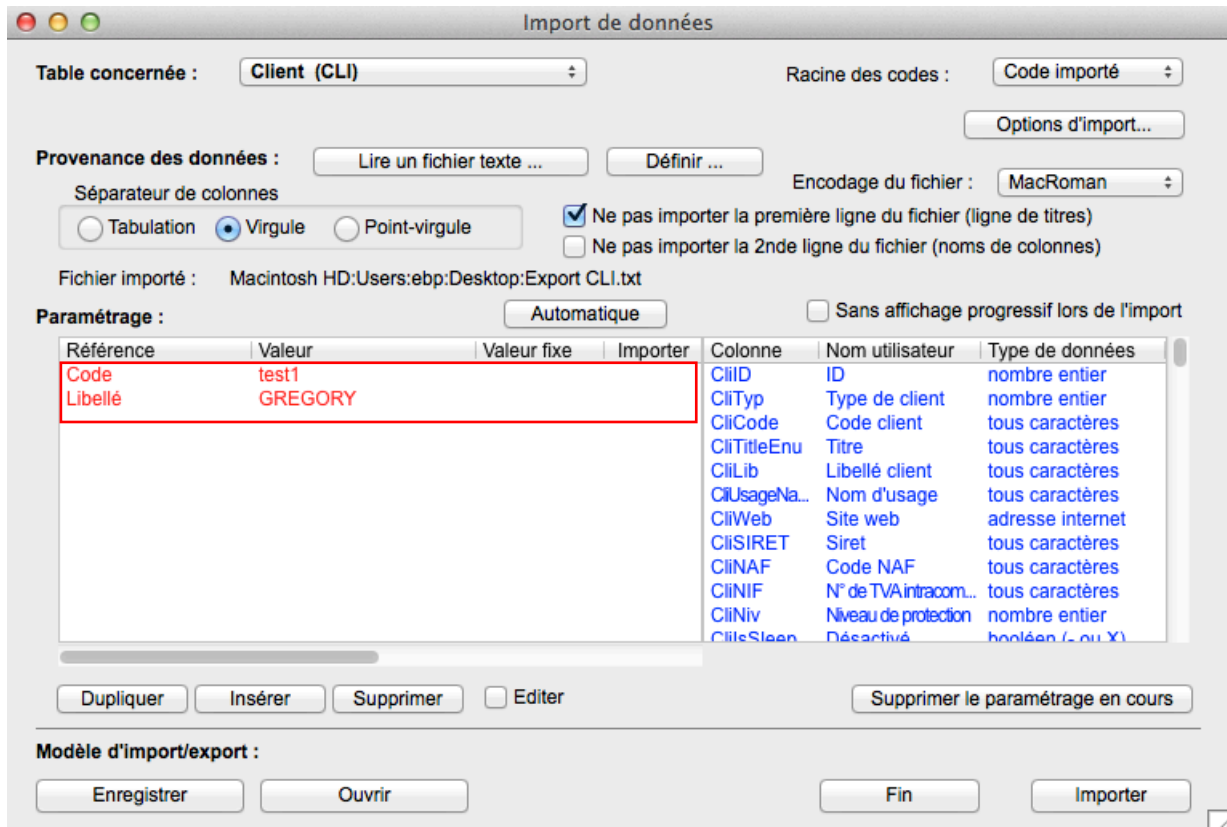 Import de données
Table concernée : Client (CLI) Racine des codes : Code importé
Options d'import...
Provenance des données : Lire un fichier texte ... Définir ...
Encodage du fichier : MacRoman
Séparateur de colonnes
Tabulation Virgule Point-virgule
Ne pas importer la première ligne du fichier (ligne de titres)
Ne pas importer la 2nde ligne du fichier (noms de colonnes)
Fichier importé : Macintosh HD:Users:ebp:Desktop:Export CLI.txt
Paramétrage : Automatique Sans affichage progressif lors de l'import
Référence Valeur Valeur fixe Importer
Code test1
Libellé GREGORY
Colonne Nom utilisateur Type de données
CliID ID nombre entier
CliTyp Type de client nombre entier
CliCode Code client tous caractères
CliTitleEnu Titre tous caractères
CliLib Libellé client tous caractères
CliUsageNa... Nom d'usage tous caractères
CliWeb Site web adresse internet
CliSIRET Siret tous caractères
CliNAF Code NAF tous caractères
CliNIF N° de TVA intracom... tous caractères
CliNiv Niveau de protection nombre entier
CliIsSleep Désactivé booléen (- ou X)
Dupliquer Insérer Supprimer Editer Supprimer le paramétrage en cours
Modèle d'import/export :
Enregistrer Ouvrir Fin Importer